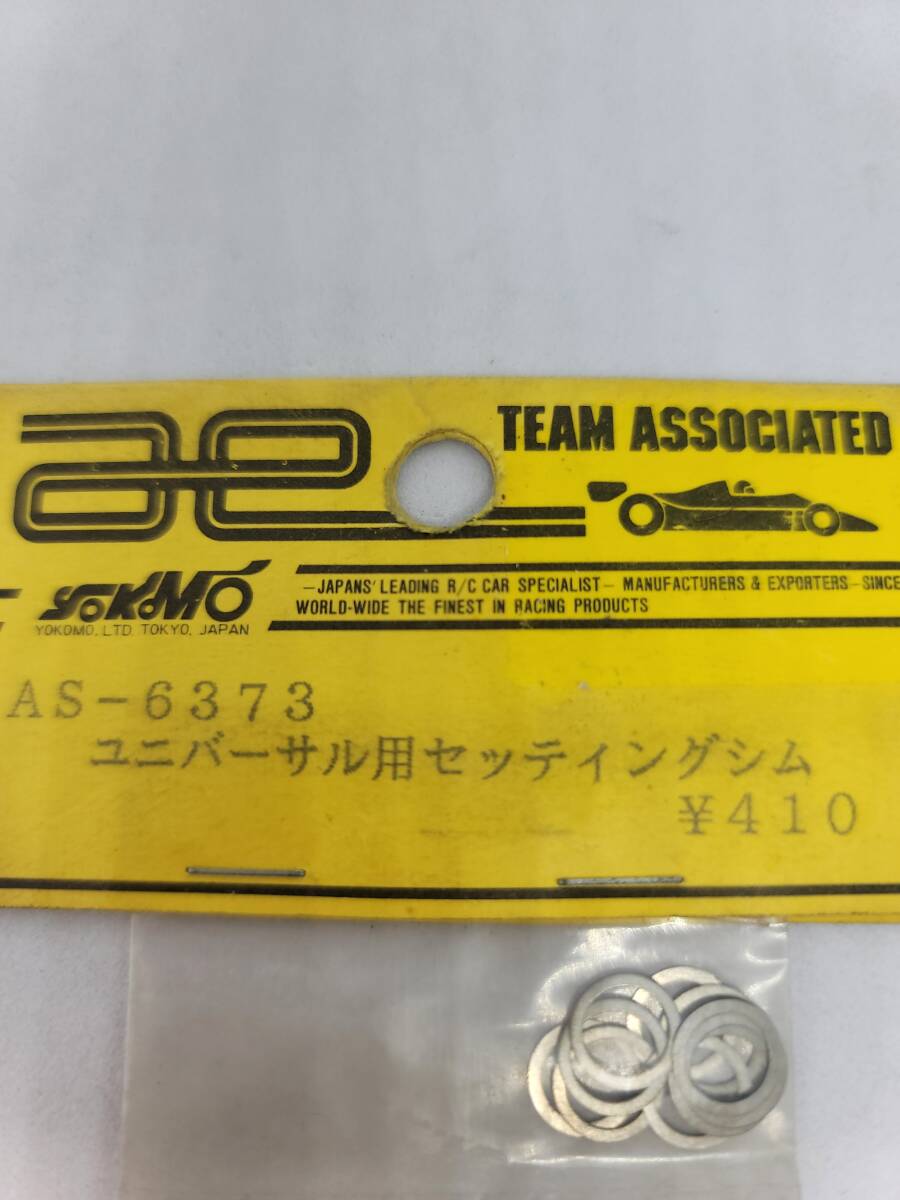 ae
TEAM ASSOCIATED
YOKOMO
YOKOMO, LTD. TOKYO, JAPAN
—JAPANS' LEADING R/C CAR SPECIALIST— MANUFACTURERS & EXPORTERS—SINCE
WORLD-WIDE THE FINEST IN RACING PRODUCTS
AS-6373
ユニバーサル用セッティングシム
¥410